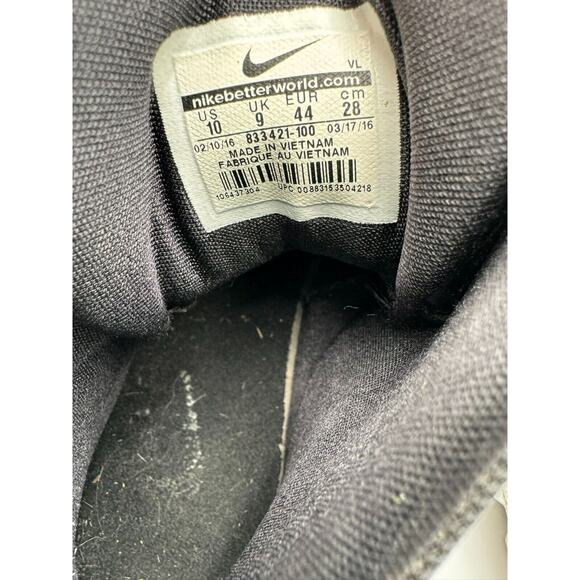 VL
nikebetterworld.com
US UK EUR cm
10 9 44 28
02/10/16 833421-100 03/17/16
MADE IN VIETNAM
FABRIQUE AU VIETNAM
106437304 UPC 00883153504218